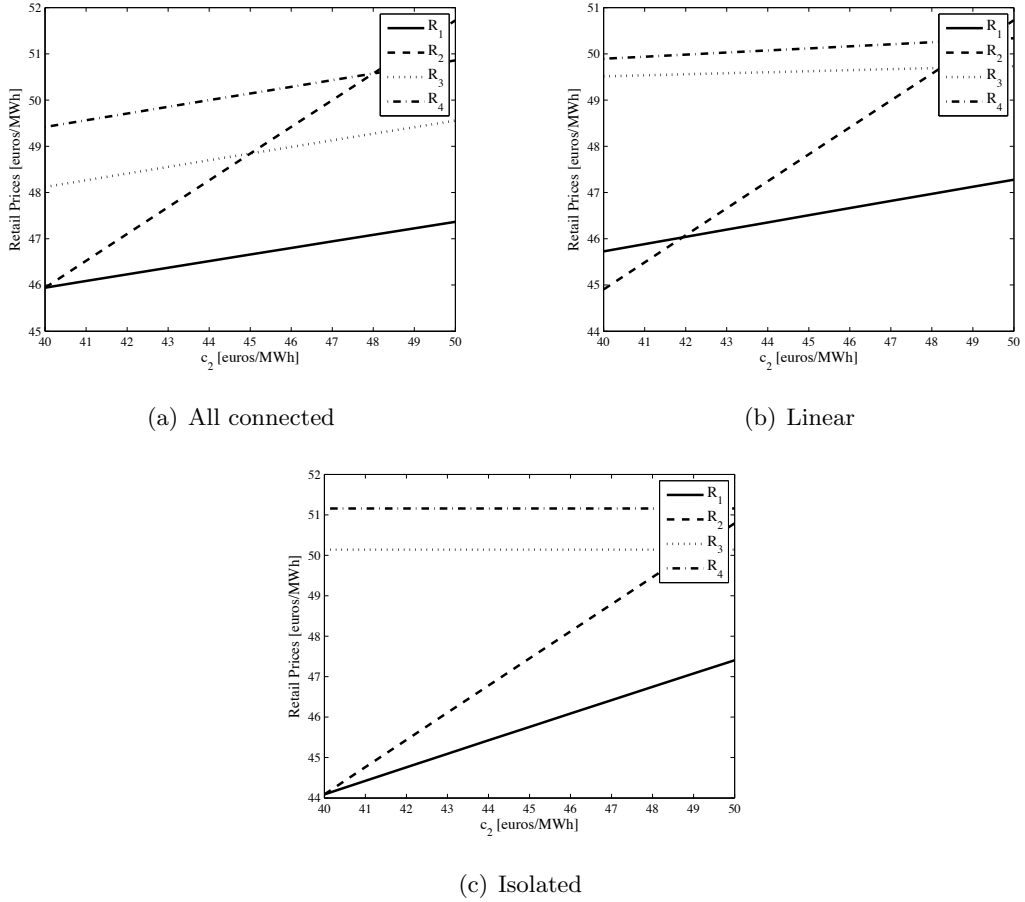 52
51
50
49
48
47
46
45
40 41 42 43 44 45 46 47 48 49 50
Retail Prices [euros/MWh]
c2 [euros/MWh]
R1
R2
R3
R4
(a) All connected
51
50
49
48
47
46
45
44
40 41 42 43 44 45 46 47 48 49 50
Retail Prices [euros/MWh]
c2 [euros/MWh]
R1
R2
R3
R4
(b) Linear
52
51
50
49
48
47
46
45
44
40 41 42 43 44 45 46 47 48 49 50
Retail Prices [euros/MWh]
c2 [euros/MWh]
R1
R2
R3
R4
(c) Isolated